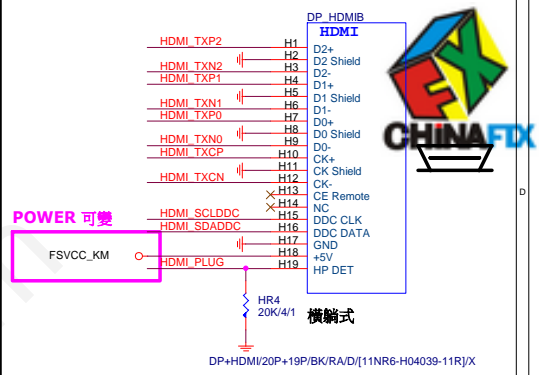 DP_HDMIB
HDMI
HDMI_TXP2 H1 D2+
H2 D2 Shield
HDMI_TXN2 H3 D2-
HDMI_TXP1 H4 D1+
H5 D1 Shield
HDMI_TXN1 H6 D1-
HDMI_TXP0 H7 D0+
H8 D0 Shield
HDMI_TXN0 H9 D0-
HDMI_TXCP H10 CK+
H11 CK Shield
HDMI_TXCN H12 CK-
H13 CE Remote
H14 NC
HDMI_SCLDDC H15 DDC CLK
HDMI_SDADDC H16 DDC DATA
H17 GND
H18 +5V
HDMI_PLUG H19 HP DET
POWER 可變
FSVCC_KM
HR4
20K/4/1
橫躺式
DP+HDMI/20P+19P/BK/RA/D/[11NR6-H04039-11R]/X
CHINAFIX
D